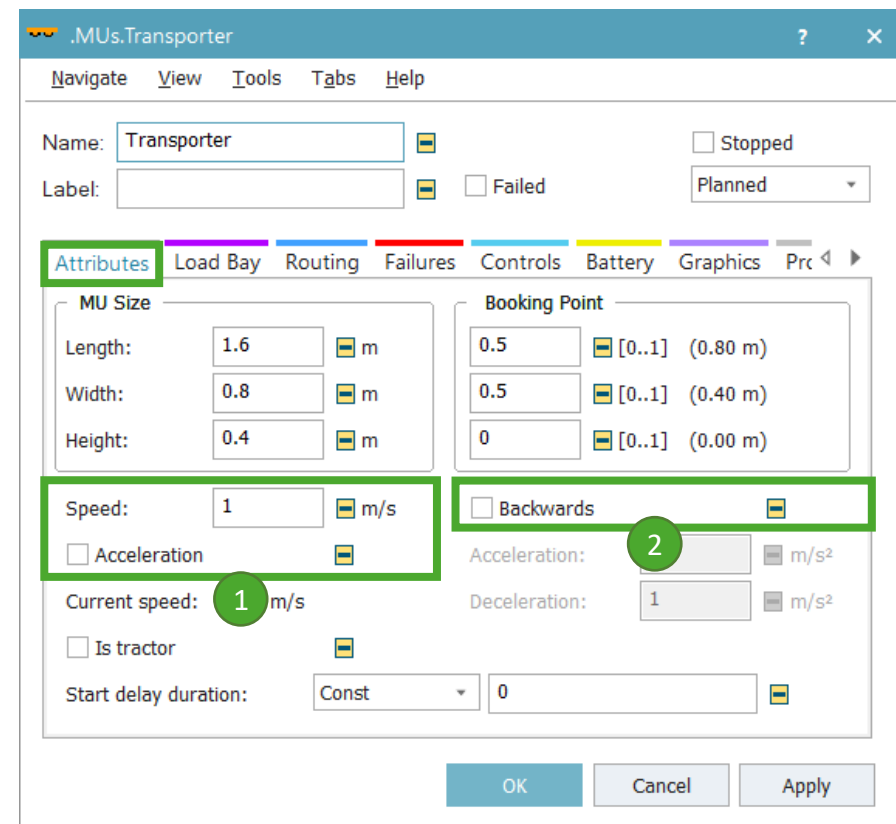 .MUs.Transporter ? ×
Navigate View Tools Tabs Help
Name: Transporter Stopped
Label: Failed Planned
Attributes Load Bay Routing Failures Controls Battery Graphics Prc
MU Size Booking Point
Length: 1.6 m 0.5 [0..1] (0.80 m)
Width: 0.8 m 0.5 [0..1] (0.40 m)
Height: 0.4 m 0 [0..1] (0.00 m)
Speed: 1 m/s Backwards
Acceleration Acceleration: 2 m/s²
Current speed: 1 m/s Deceleration: 1 m/s²
Is tractor
Start delay duration: Const 0
OK Cancel Apply